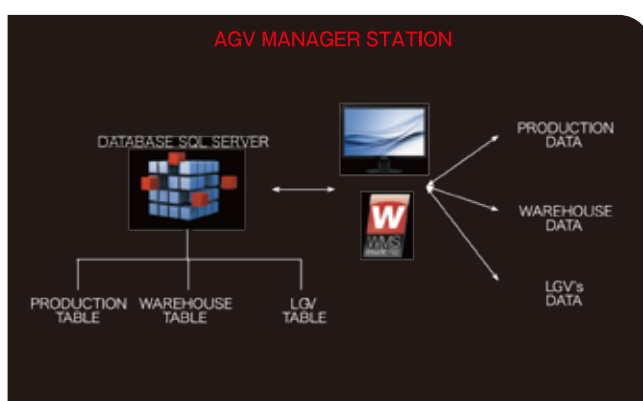 AGV MANAGER STATION
DATABASE SQL SERVER
PRODUCTION
DATA
W
WMS
WAREHOUSE
DATA
LGV's
DATA
PRODUCTION
TABLE
WAREHOUSE
TABLE
LGV
TABLE